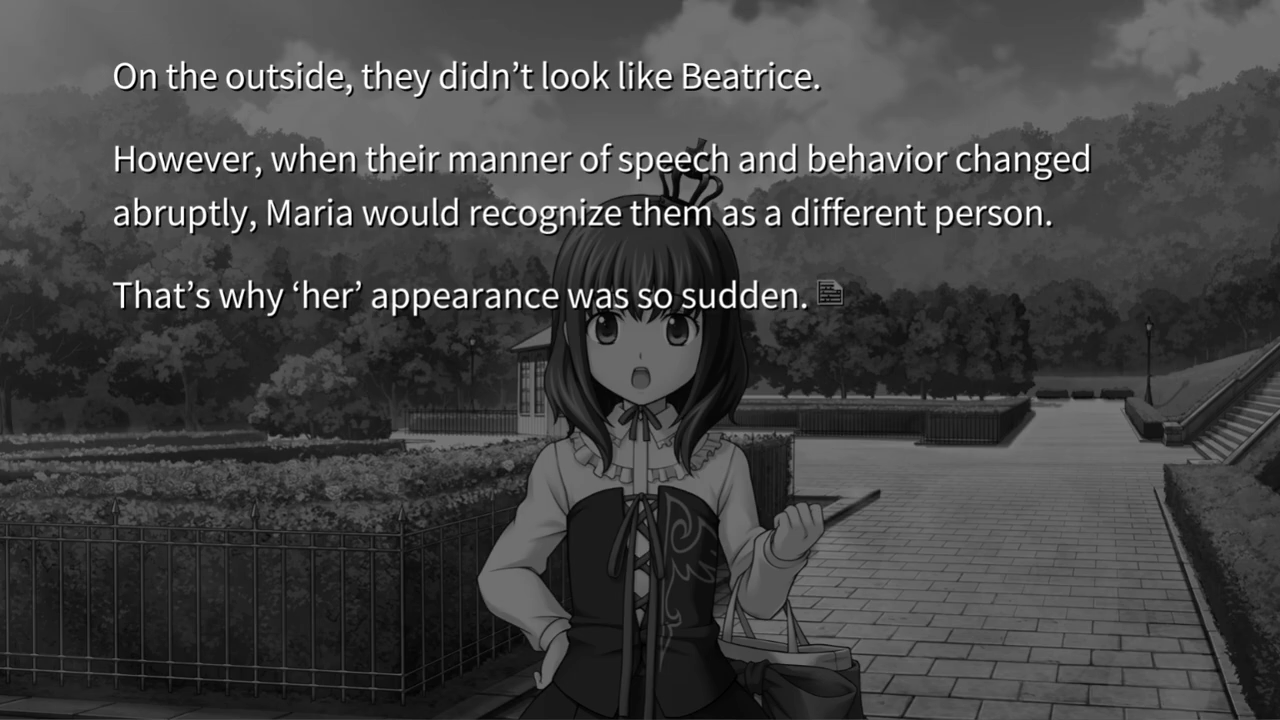 On the outside, they didn’t look like Beatrice.
However, when their manner of speech and behavior changed
abruptly, Maria would recognize them as a different person.
That’s why ‘her’ appearance was so sudden.